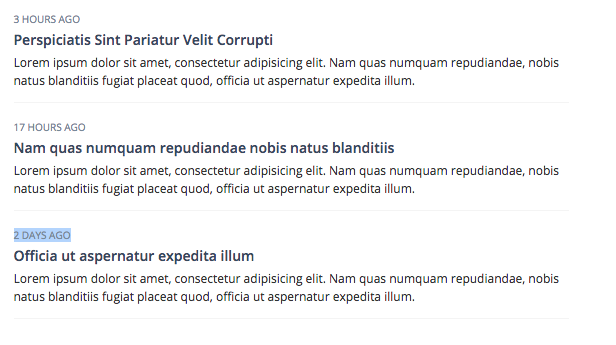 3 HOURS AGO
Perspiciatis Sint Pariatur Velit Corrupti
Lorem ipsum dolor sit amet, consectetur adipisicing elit. Nam quas numquam repudiandae, nobis
natus blanditiis fugiat placeat quod, officia ut aspernatur expedita illum.
17 HOURS AGO
Nam quas numquam repudiandae nobis natus blanditiis
Lorem ipsum dolor sit amet, consectetur adipisicing elit. Nam quas numquam repudiandae, nobis
natus blanditiis fugiat placeat quod, officia ut aspernatur expedita illum.
2 DAYS AGO
Officia ut aspernatur expedita illum
Lorem ipsum dolor sit amet, consectetur adipisicing elit. Nam quas numquam repudiandae, nobis
natus blanditiis fugiat placeat quod, officia ut aspernatur expedita illum.